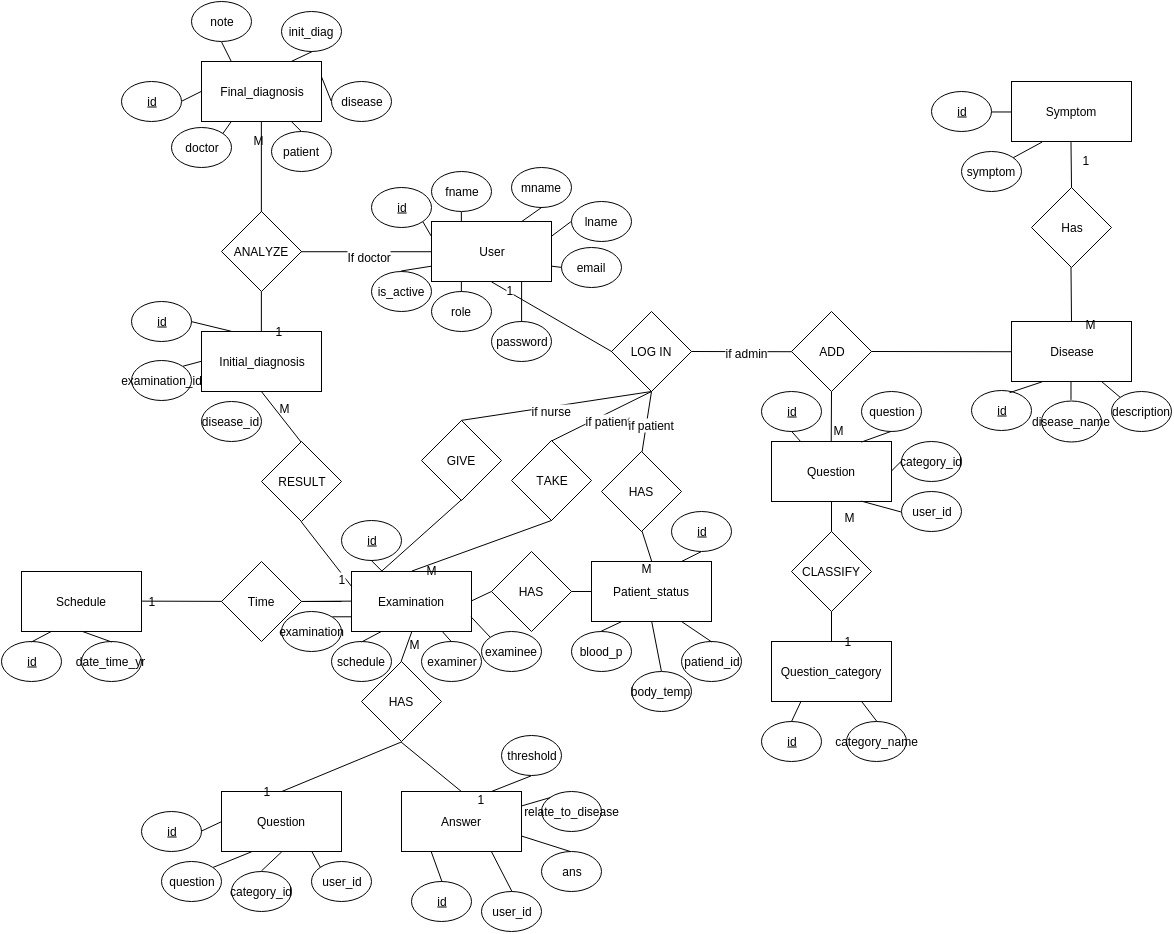 note
init_diag
Final_diagnosis
id
disease
doctor
patient
M
Symptom
id
symptom
1
Has
M
Disease
id
disease_name
description
fname
mname
id
lname
User
email
is_active
role
password
1
ANALYZE
If doctor
1
id
Initial_diagnosis
examination_id
disease_id
M
RESULT
1
LOG IN
if admin
ADD
if nurse
if patient
if patient
GIVE
TAKE
HAS
id
question
M
Question
category_id
user_id
M
CLASSIFY
1
Question_category
id
category_name
id
M
M
id
Schedule
1
Time
Examination
HAS
Patient_status
id
date_time_yr
examination
schedule
M
examiner
examinee
blood_p
body_temp
patiend_id
HAS
threshold
1
1
relate_to_disease
id
Question
Answer
question
category_id
user_id
ans
id
user_id